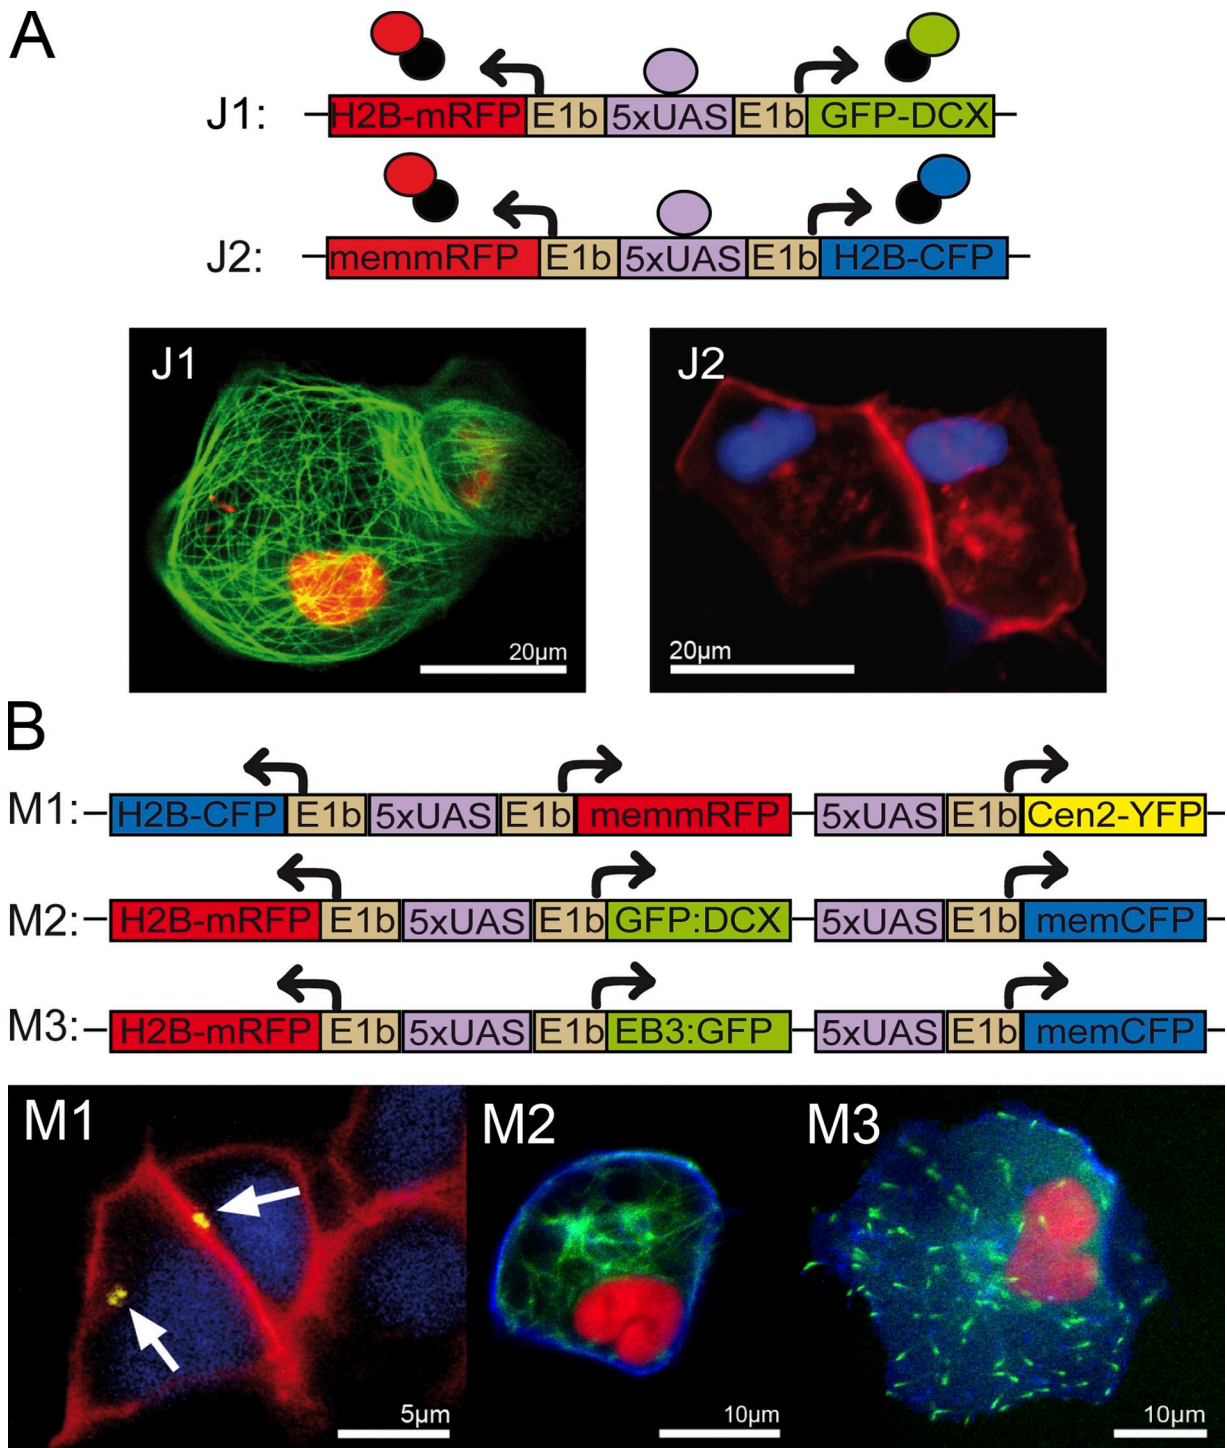 A
J1: H2B-mRFP E1b 5xUAS E1b GFP-DCX
J2: memmRFP E1b 5xUAS E1b H2B-CFP
J1 J2
20µm 20µm
B
M1: H2B-CFP E1b 5xUAS E1b memmRFP 5xUAS E1b Cen2-YFP
M2: H2B-mRFP E1b 5xUAS E1b GFP:DCX 5xUAS E1b memCFP
M3: H2B-mRFP E1b 5xUAS E1b EB3:GFP 5xUAS E1b memCFP
M1 M2 M3
5µm 10µm 10µm